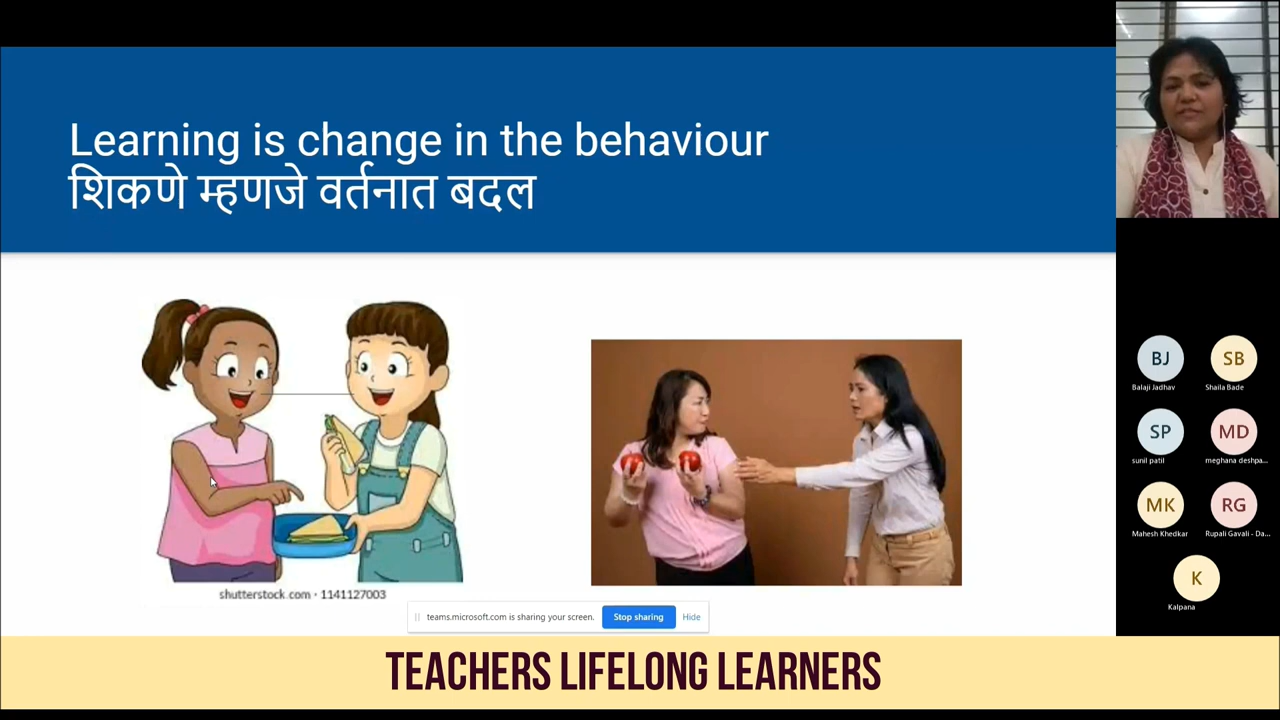 Learning is change in the behaviour
शिकणे म्हणजे वर्तनात बदल
shutterstock.com · 1141127003
teams.microsoft.com is sharing your screen.
Stop sharing
Hide
BJ
Balaji Jadhav
SB
Shaila Bade
SP
sunil patil
MD
meghana deshpa...
MK
Mahesh Khedkar
RG
Rupali Gavali - Da...
K
Kalpana
TEACHERS LIFELONG LEARNERS